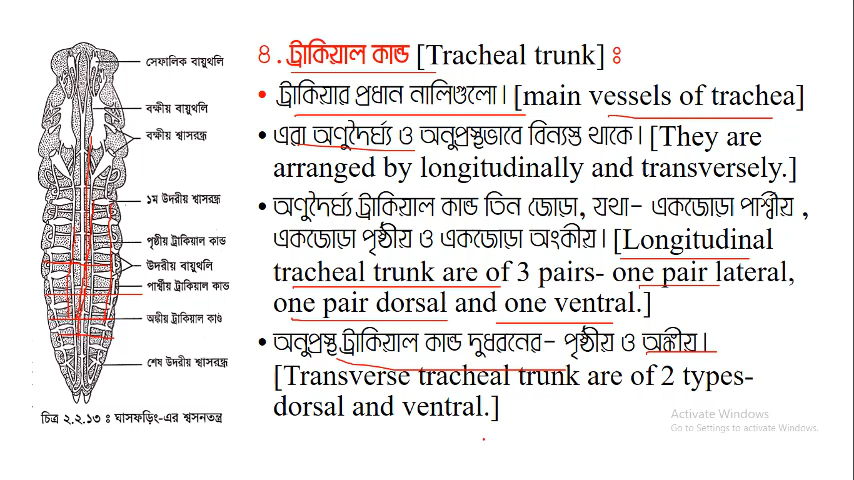 সেফালিক বায়ুথলি
বক্ষীয় বায়ুথলি
বক্ষীয় শ্বাসরন্ধ্র
১ম উদরীয় শ্বাসরন্ধ্র
পৃষ্ঠীয় ট্রাকিয়াল কান্ড
উদরীয় বায়ুথলি
পার্শ্বীয় ট্রাকিয়াল কান্ড
অঙ্কীয় ট্রাকিয়াল কাণ্ড
শেষ উদরীয় শ্বাসরন্ধ্র
চিত্র ২.২.১৩ ঃ ঘাসফড়িং-এর শ্বসনতন্ত্র
৪. ট্রাকিয়াল কান্ড [Tracheal trunk] ঃ
• ট্রাকিয়ার প্রধান নালিগুলো। [main vessels of trachea]
• এরা অণুদৈর্ঘ্য ও অনুপ্রস্থভাবে বিন্যস্ত থাকে। [They are
arranged by longitudinally and transversely.]
• অণুদৈর্ঘ্য ট্রাকিয়াল কান্ড তিন জোড়া, যথা- একজোড়া পার্শ্বীয় ,
একজোড়া পৃষ্ঠীয় ও একজোড়া অংকীয়। [Longitudinal
tracheal trunk are of 3 pairs- one pair lateral,
one pair dorsal and one ventral.]
• অনুপ্রস্থ ট্রাকিয়াল কান্ড দুধরনের- পৃষ্ঠীয় ও অঙ্কীয়।
[Transverse tracheal trunk are of 2 types-
dorsal and ventral.]
Activate Windows
Go to Settings to activate Windows.